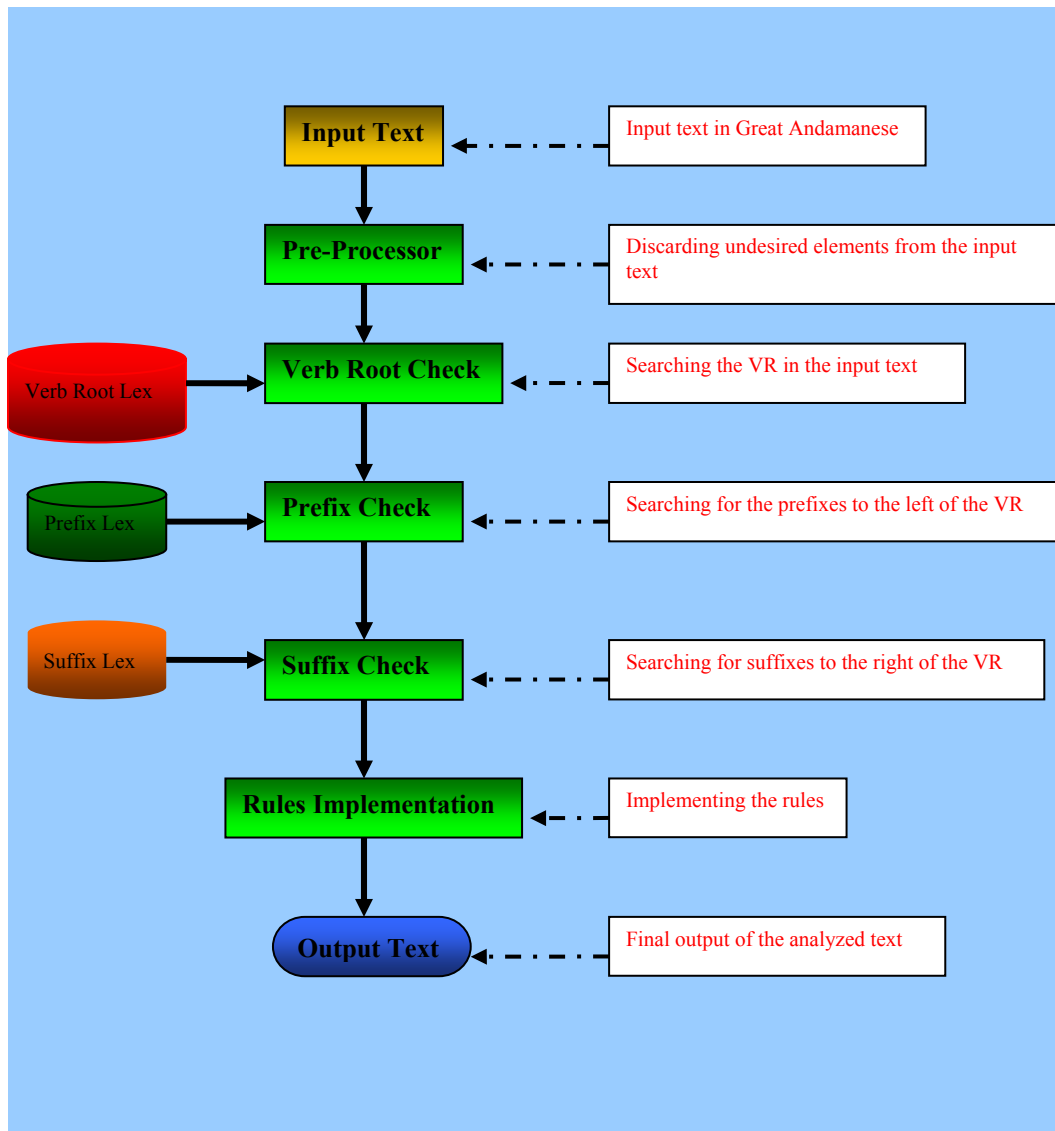 Input Text
Input text in Great Andamanese
Pre-Processor
Discarding undesired elements from the input
text
Verb Root Lex
Verb Root Check
Searching the VR in the input text
Prefix Lex
Prefix Check
Searching for the prefixes to the left of the VR
Suffix Lex
Suffix Check
Searching for suffixes to the right of the VR
Rules Implementation
Implementing the rules
Output Text
Final output of the analyzed text